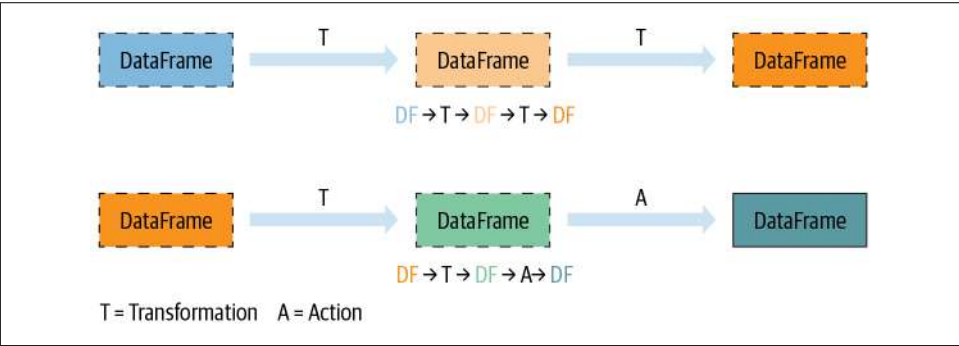 T T
DataFrame DataFrame DataFrame
DF → T → DF → T → DF
T A
DataFrame DataFrame DataFrame
DF → T → DF → A → DF
T = Transformation A = Action